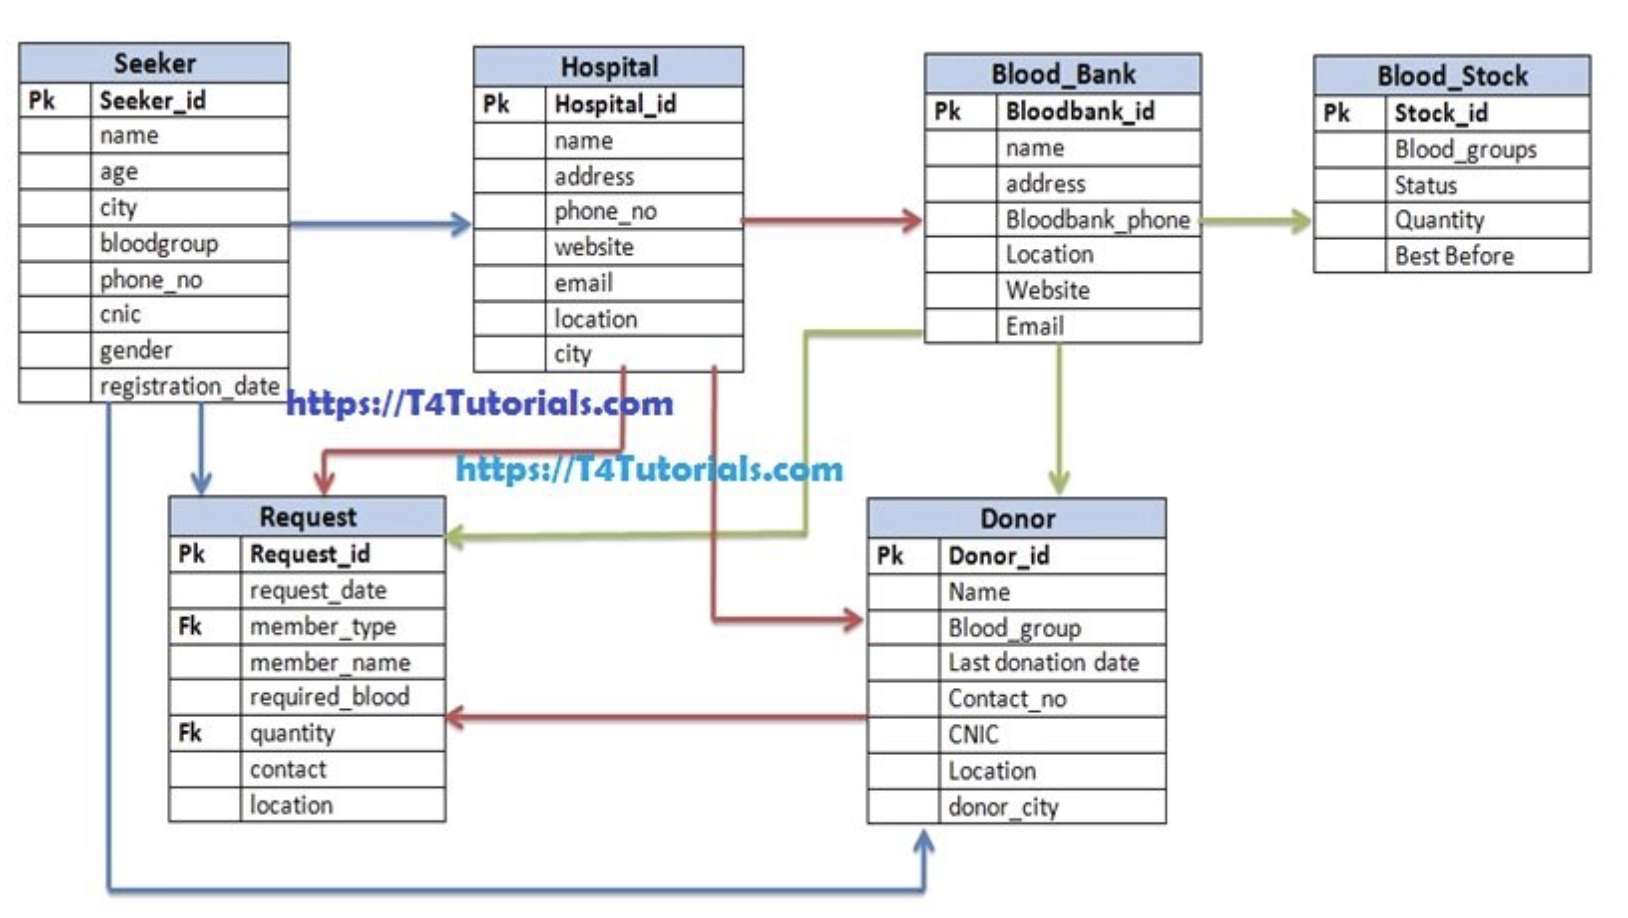 Seeker
Pk Seeker_id
name
age
city
bloodgroup
phone_no
cnic
gender
registration_date
Hospital
Pk Hospital_id
name
address
phone_no
website
email
location
city
Blood_Bank
Pk Bloodbank_id
name
address
Bloodbank_phone
Location
Website
Email
Blood_Stock
Pk Stock_id
Blood_groups
Status
Quantity
Best Before
https://T4Tutorials.com
https://T4Tutorials.com
Request
Pk Request_id
request_date
Fk member_type
member_name
required_blood
Fk quantity
contact
location
Donor
Pk Donor_id
Name
Blood_group
Last donation date
Contact_no
CNIC
Location
donor_city